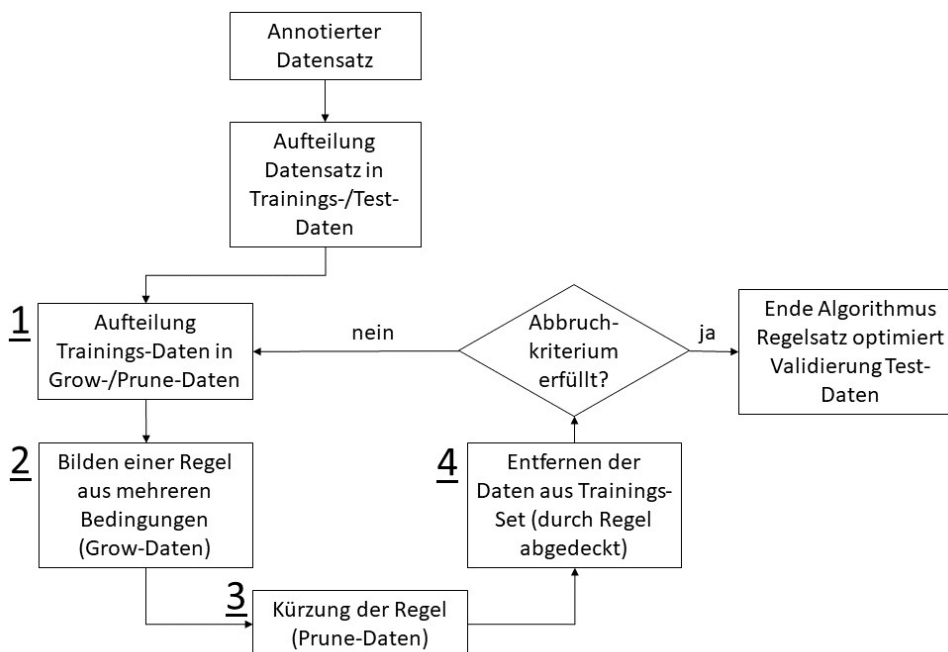 Annotierter
Datensatz
Aufteilung
Datensatz in
Trainings-/Test-
Daten
1
Aufteilung
Trainings-Daten in
Grow-/Prune-Daten
nein
Abbruch-
kriterium
erfüllt?
ja
Ende Algorithmus
Regelsatz optimiert
Validierung Test-
Daten
2
Bilden einer Regel
aus mehreren
Bedingungen
(Grow-Daten)
4
Entfernen der
Daten aus Trainings-
Set (durch Regel
abgedeckt)
3
Kürzung der Regel
(Prune-Daten)